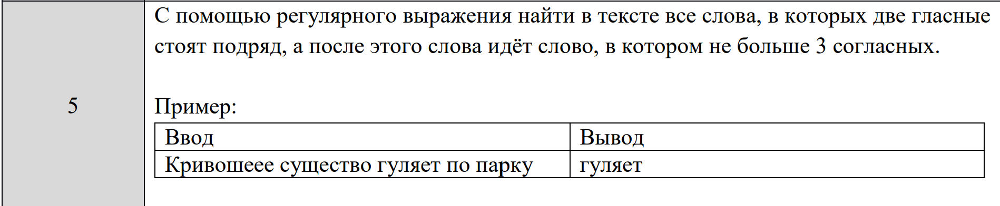 С помощью регулярного выражения найти в тексте все слова, в которых две гласные
стоят подряд, а после этого слова идёт слово, в котором не больше 3 согласных.
5
Пример:
Ввод Вывод
Кривошеее существо гуляет по парку гуляет